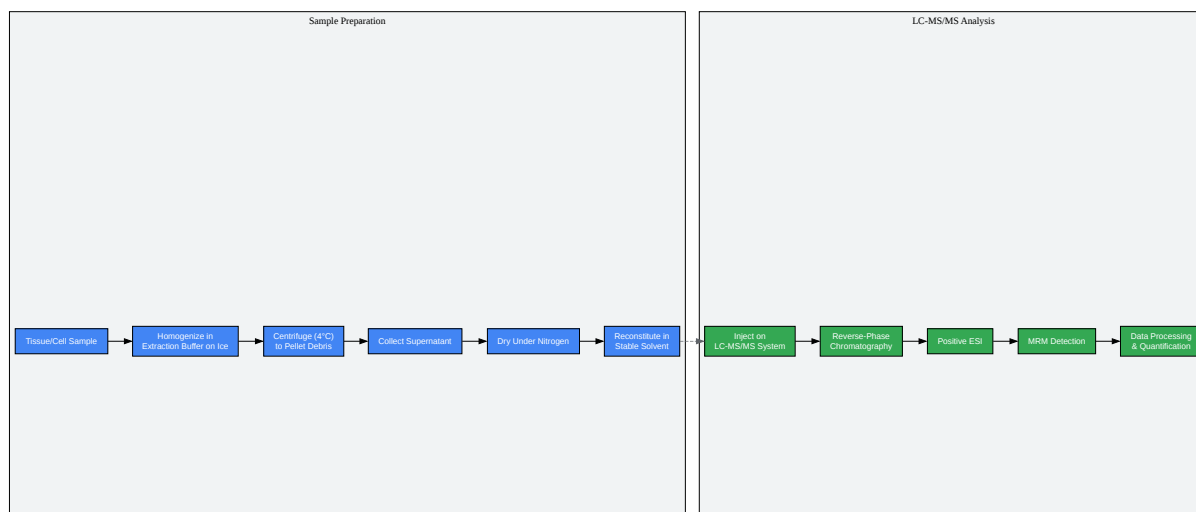 Sample Preparation
Tissue/Cell Sample
Homogenize in
Extraction Buffer on Ice
Centrifuge (4°C)
to Pellet Debris
Collect Supernatant
Dry Under Nitrogen
Reconstitute in
Stable Solvent
LC-MS/MS Analysis
Inject on
LC-MS/MS System
Reverse-Phase
Chromatography
Positive ESI
MRM Detection
Data Processing
& Quantification